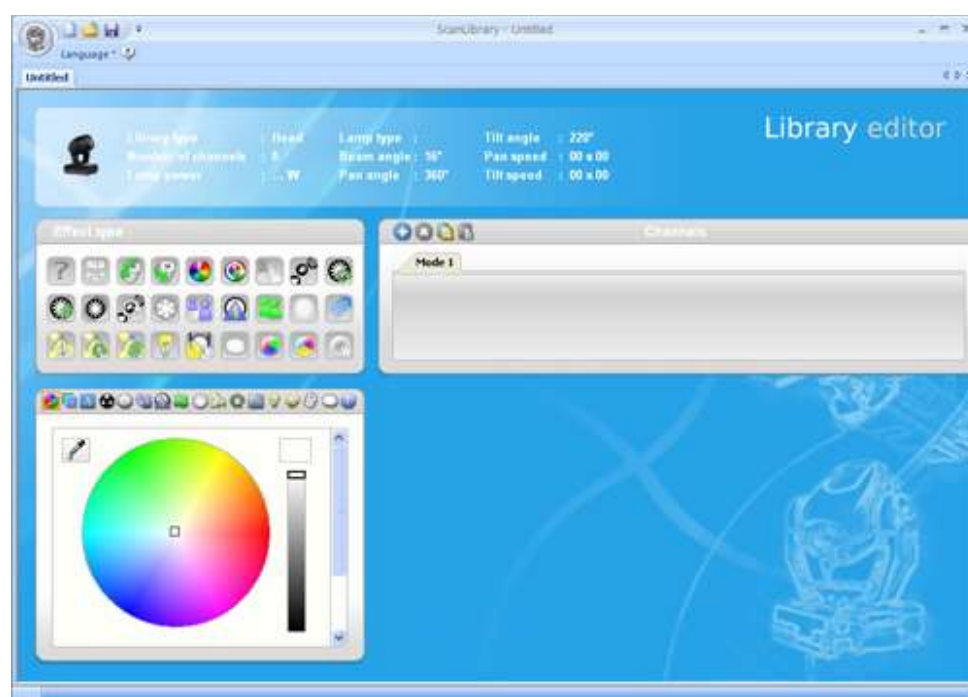 ScanLibrary - Untitled
Language
Untitled
Library editor
Library type : Head
Number of channels : 0
Lamp power : ... W
Lamp type :
Beam angle : 16°
Pan angle : 360°
Tilt angle : 220°
Pan speed : 00 x 00
Tilt speed : 00 x 00
Effect type
Channels
Mode 1